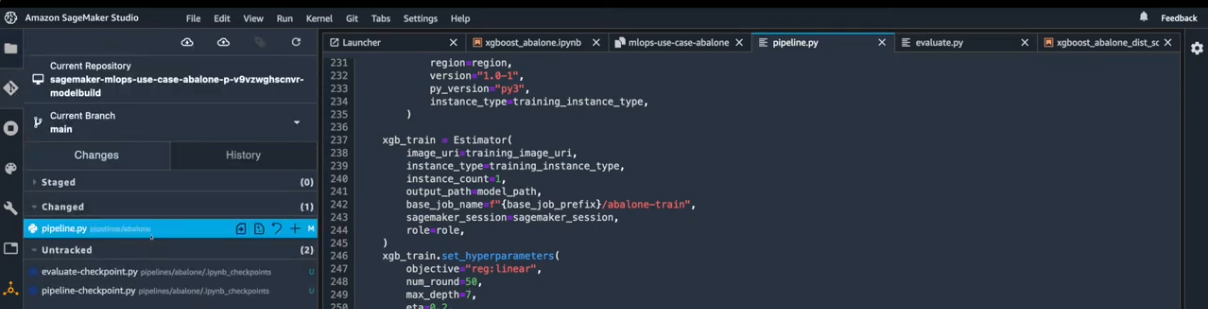 Amazon SageMaker Studio File Edit View Run Kernel Git Tabs Settings Help Feedback
Launcher xgboost_abalone.ipynb mlops-use-case-abalone pipeline.py evaluate.py xgboost_abalone_dist_sc
Current Repository
sagemaker-mlops-use-case-abalone-p-v9vzwghscnvr-
modelbuild
Current Branch
main
Changes History
Staged (0)
Changed (1)
pipeline.py pipelines/abalone M
Untracked (2)
evaluate-checkpoint.py pipelines/abalone/.ipynb_checkpoints U
pipeline-checkpoint.py pipelines/abalone/.ipynb_checkpoints U
231 region=region,
232 version="1.0-1",
233 py_version="py3",
234 instance_type=training_instance_type,
235 )
236
237 xgb_train = Estimator(
238 image_uri=training_image_uri,
239 instance_type=training_instance_type,
240 instance_count=1,
241 output_path=model_path,
242 base_job_name=f"{base_job_prefix}/abalone-train",
243 sagemaker_session=sagemaker_session,
244 role=role,
245 )
246 xgb_train.set_hyperparameters(
247 objective="reg:linear",
248 num_round=50,
249 max_depth=7,
250 eta=0.2,